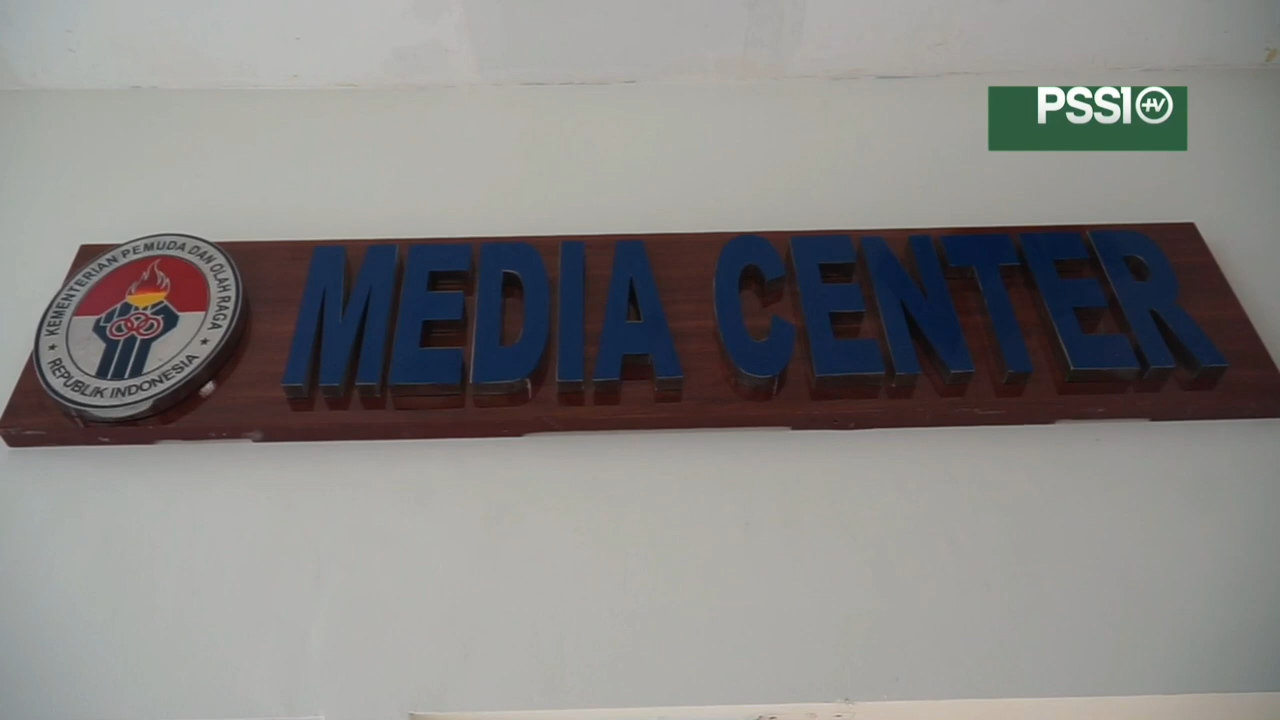 PSSI tv
KEMENTERIAN PEMUDA DAN OLAH RAGA
REPUBLIK INDONESIA
MEDIA CENTER